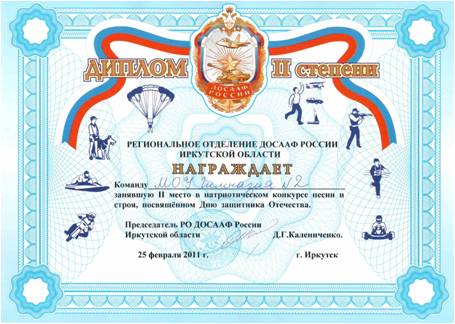 ДИПЛОМ II степени
ДОСААФ
РОССИИ
РЕГИОНАЛЬНОЕ ОТДЕЛЕНИЕ ДОСААФ РОССИИ
ИРКУТСКОЙ ОБЛАСТИ
НАГРАЖДАЕТ
Команду МОУ Гимназия №2
занявшую II место в патриотическом конкурсе песни и
строя, посвящённом Дню защитника Отечества.
Председатель РО ДОСААФ России
Иркутской области Д.Г.Калениченко.
25 февраля 2011 г. г. Иркутск